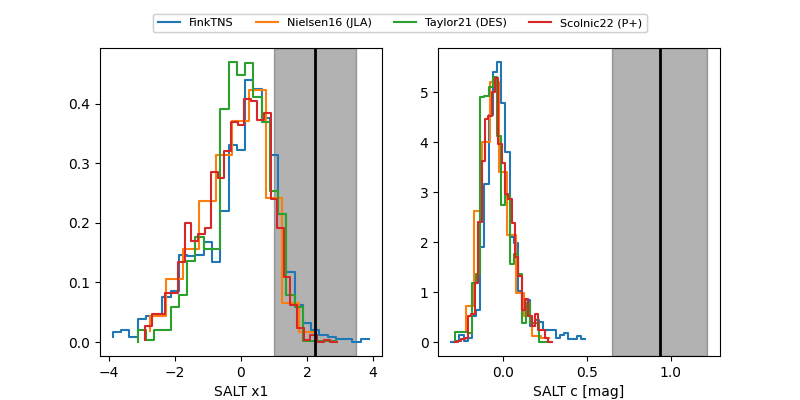 FinkTNS Nielsen16 (JLA) Taylor21 (DES) Scolnic22 (P+)
0.4
0.3
0.2
0.1
0.0
−4 −2 0 2 4
SALT x1
5
4
3
2
1
0
0.0 0.5 1.0
SALT c [mag]